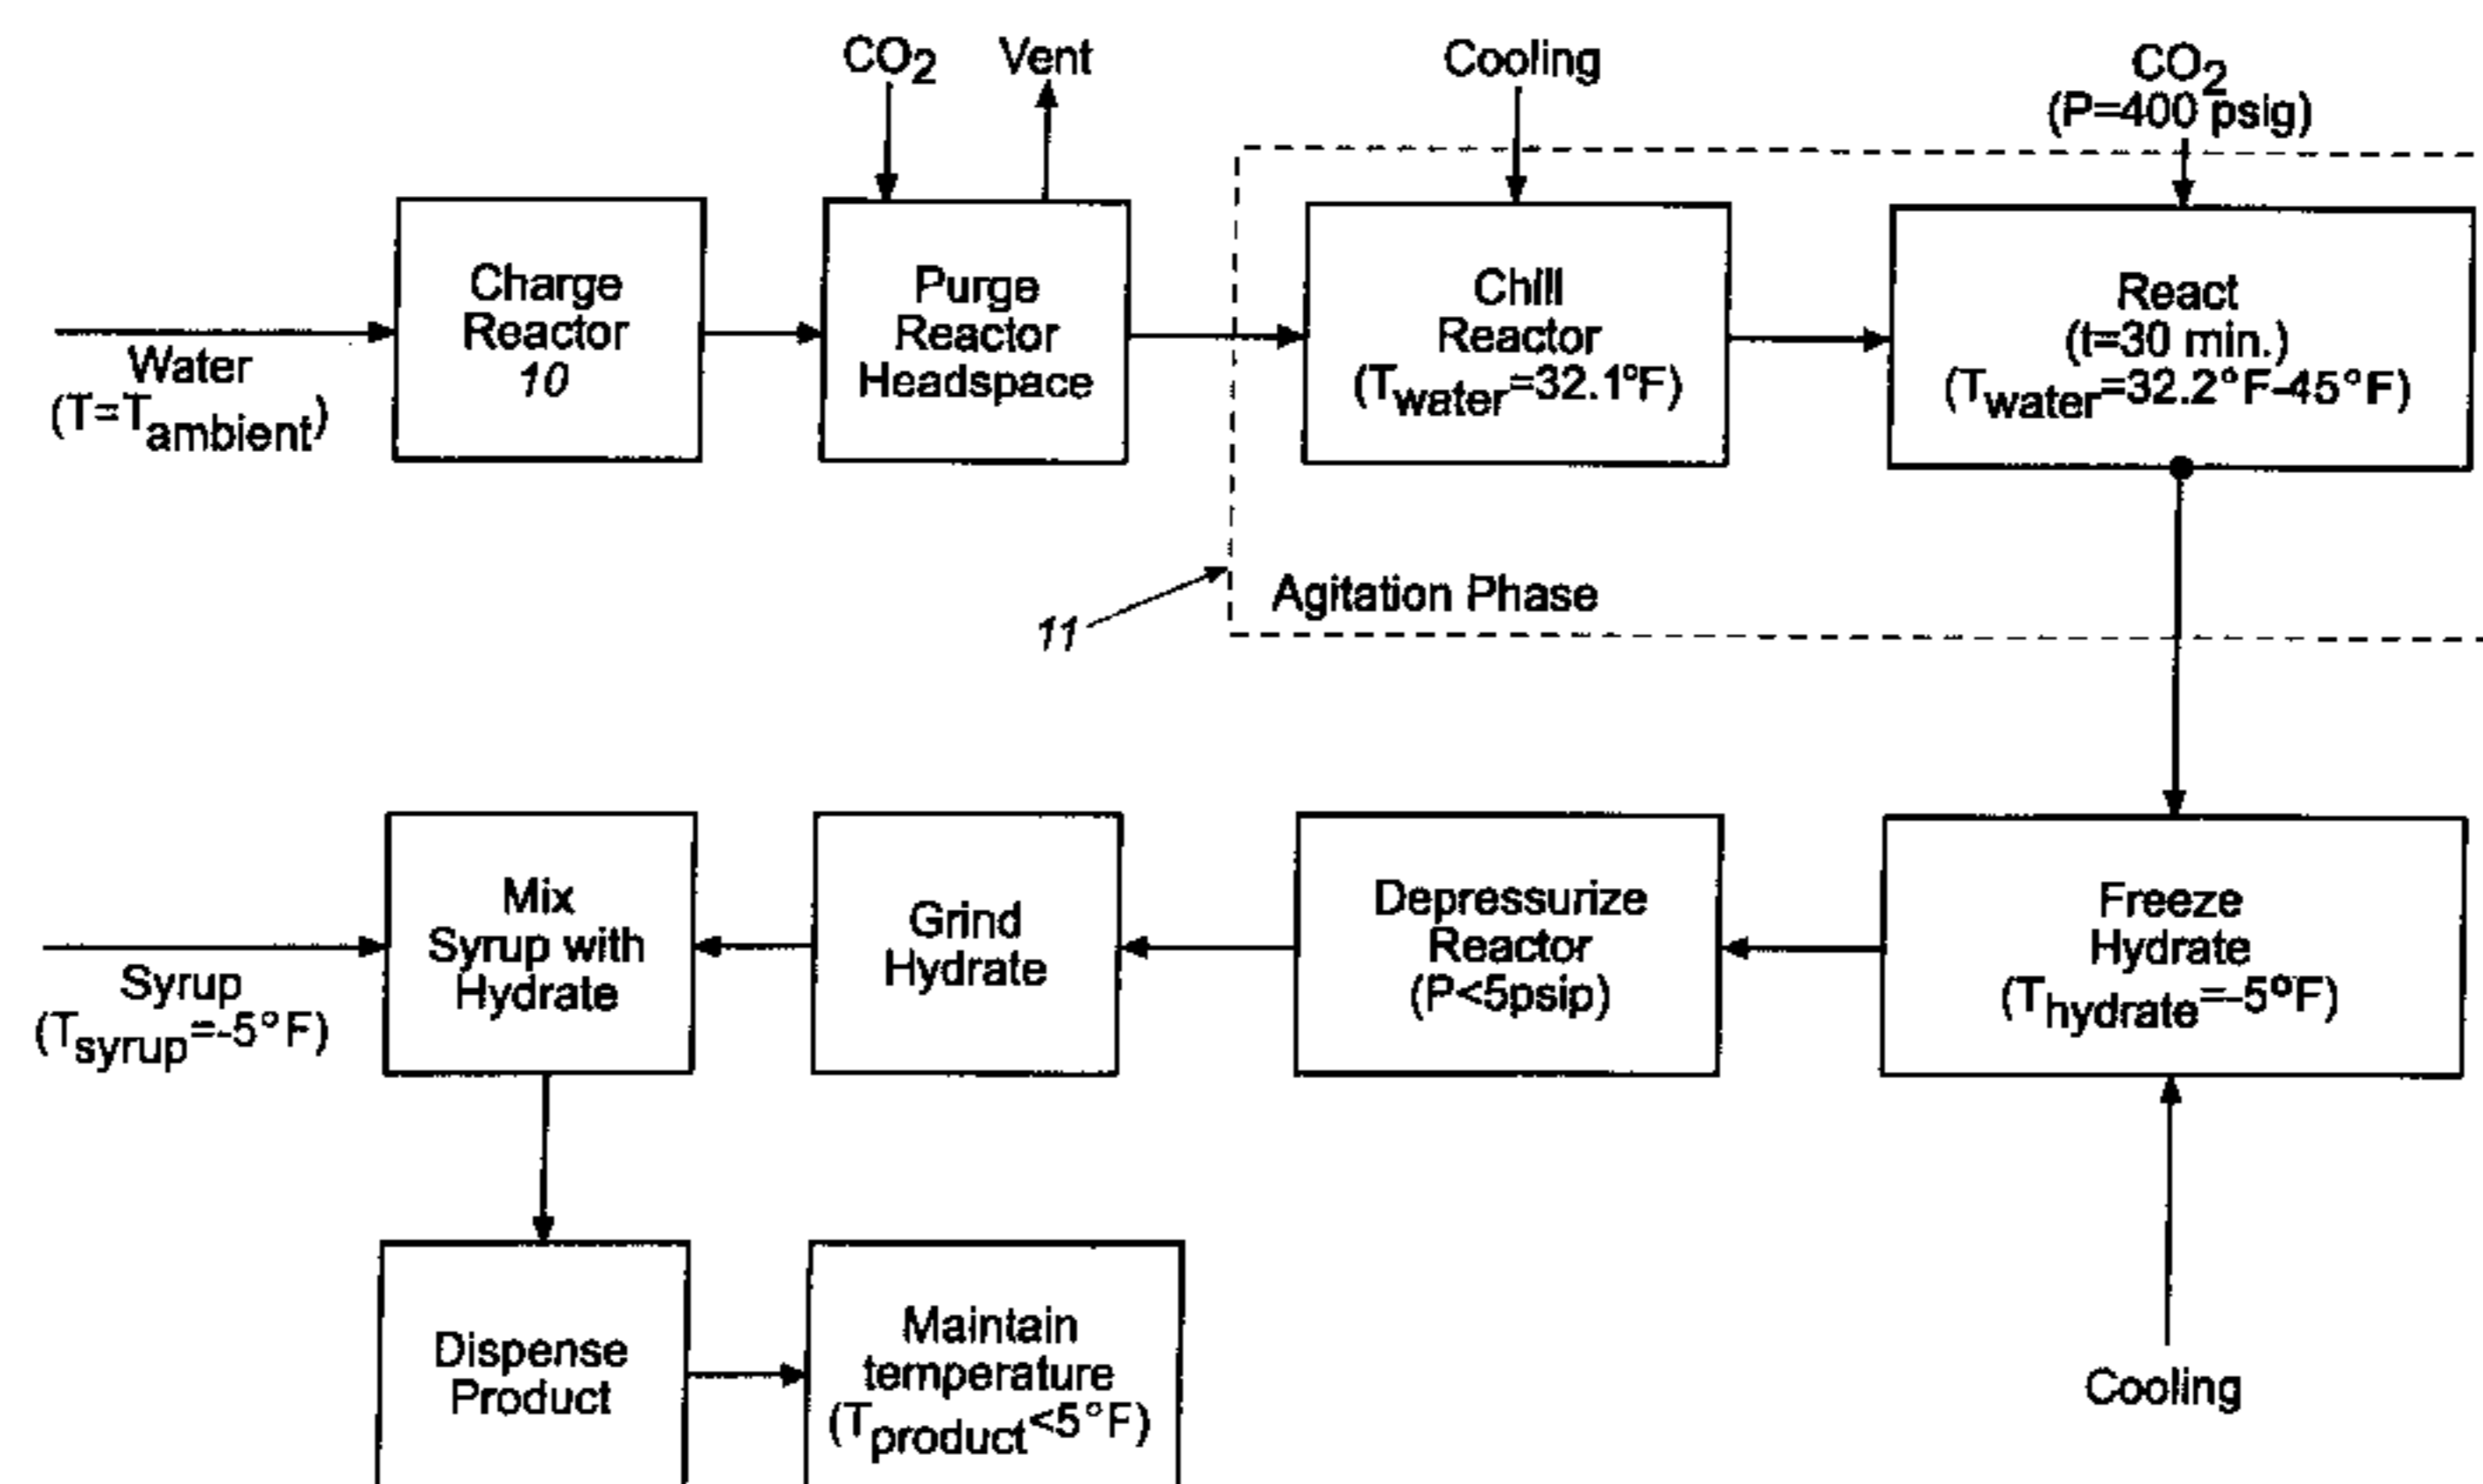 CO2
Vent
Cooling
CO2
(P=400 psig)
Water
(T=Tambient)
Charge
Reactor
10
Purge
Reactor
Headspace
Chill
Reactor
(Twater=32.1ºF)
React
(t=30 min.)
(Twater=32.2°F-45°F)
11
Agitation Phase
Syrup
(Tsyrup=-5°F)
Mix
Syrup with
Hydrate
Grind
Hydrate
Depressurize
Reactor
(P<5psip)
Freeze
Hydrate
(Thydrate=-5ºF)
Dispense
Product
Maintain
temperature
(Tproduct<5°F)
Cooling